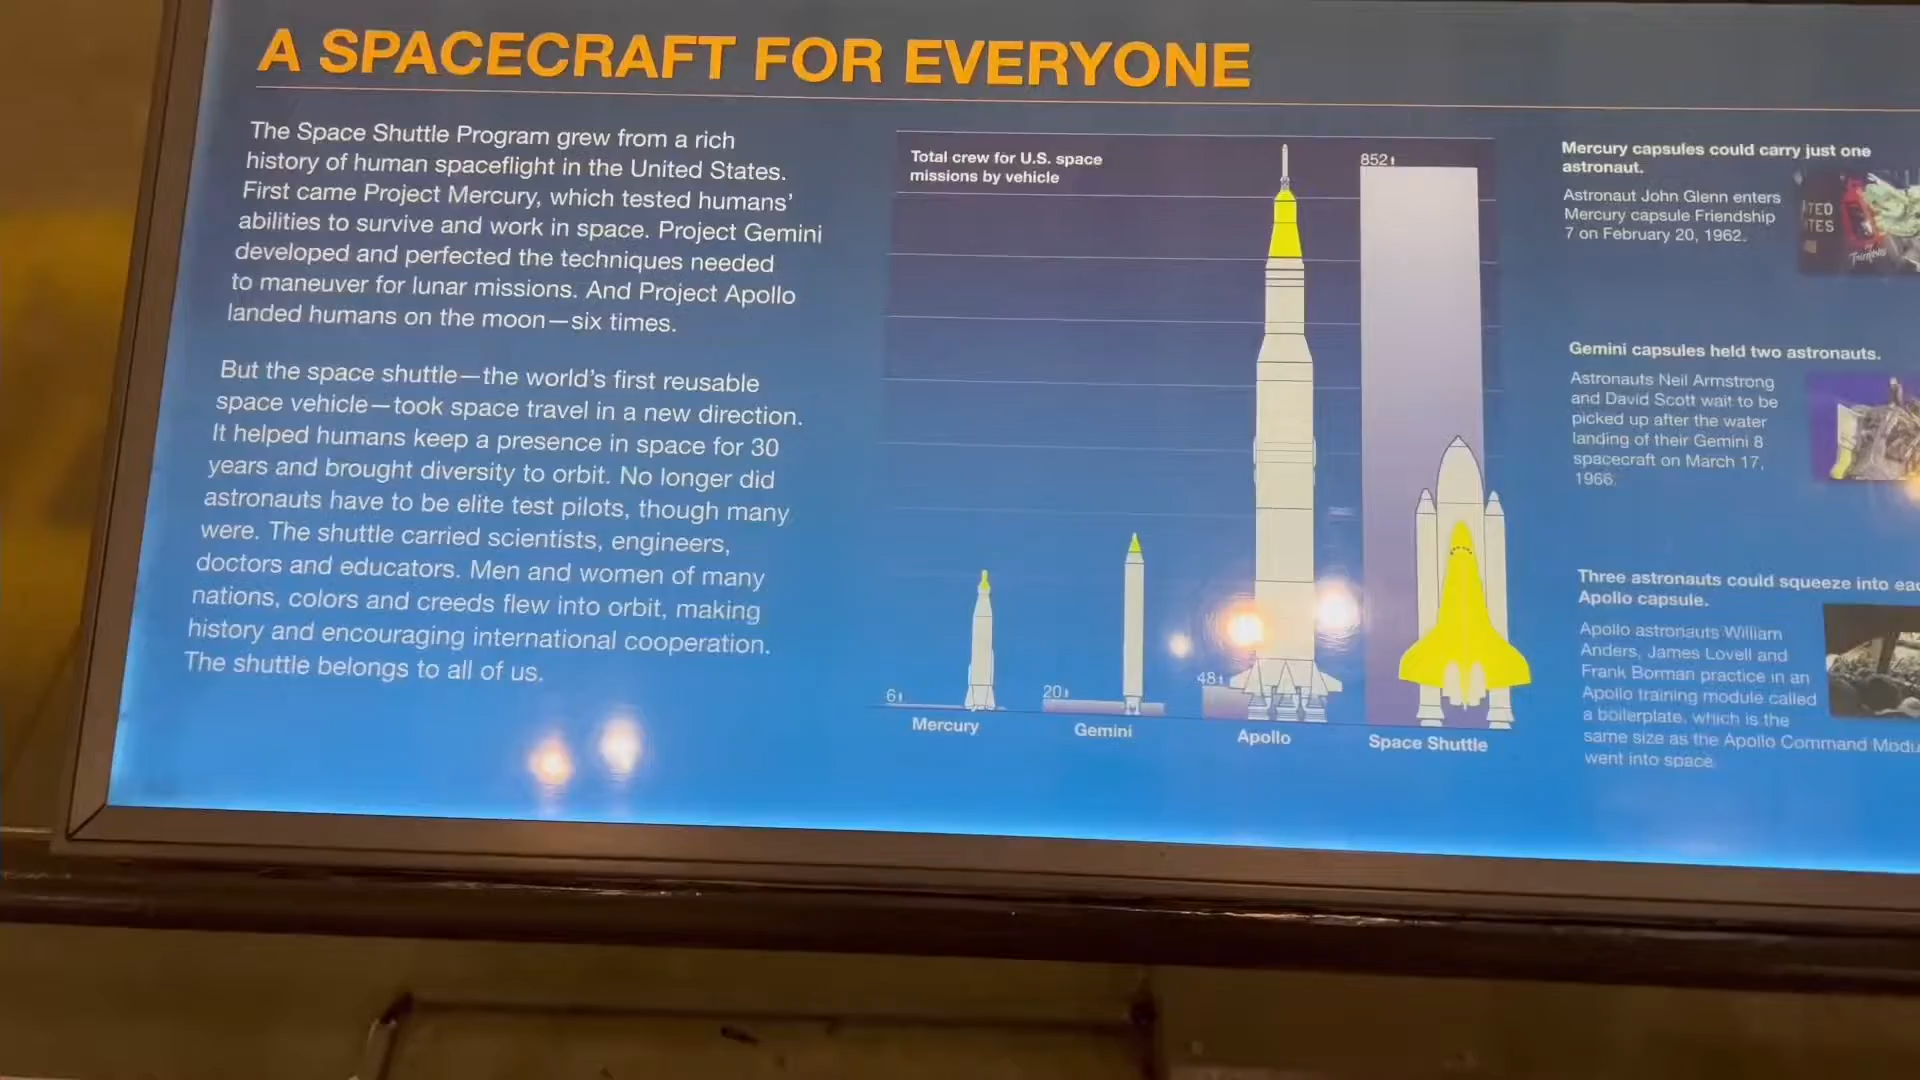 A SPACECRAFT FOR EVERYONE
The Space Shuttle Program grew from a rich
history of human spaceflight in the United States.
First came Project Mercury, which tested humans'
abilities to survive and work in space. Project Gemini
developed and perfected the techniques needed
to maneuver for lunar missions. And Project Apollo
landed humans on the moon—six times.
But the space shuttle—the world's first reusable
space vehicle—took space travel in a new direction.
It helped humans keep a presence in space for 30
years and brought diversity to orbit. No longer did
astronauts have to be elite test pilots, though many
were. The shuttle carried scientists, engineers,
doctors and educators. Men and women of many
nations, colors and creeds flew into orbit, making
history and encouraging international cooperation.
The shuttle belongs to all of us.
Total crew for U.S. space
missions by vehicle
6
20
48
852
Mercury
Gemini
Apollo
Space Shuttle
Mercury capsules could carry just one
astronaut.
Astronaut John Glenn enters
Mercury capsule Friendship
7 on February 20, 1962.
Gemini capsules held two astronauts.
Astronauts Neil Armstrong
and David Scott wait to be
picked up after the water
landing of their Gemini 8
spacecraft on March 17,
1966.
Three astronauts could squeeze into eac
Apollo capsule.
Apollo astronauts William
Anders, James Lovell and
Frank Borman practice in an
Apollo training module called
a boilerplate, which is the
same size as the Apollo Command Modu
went into space.